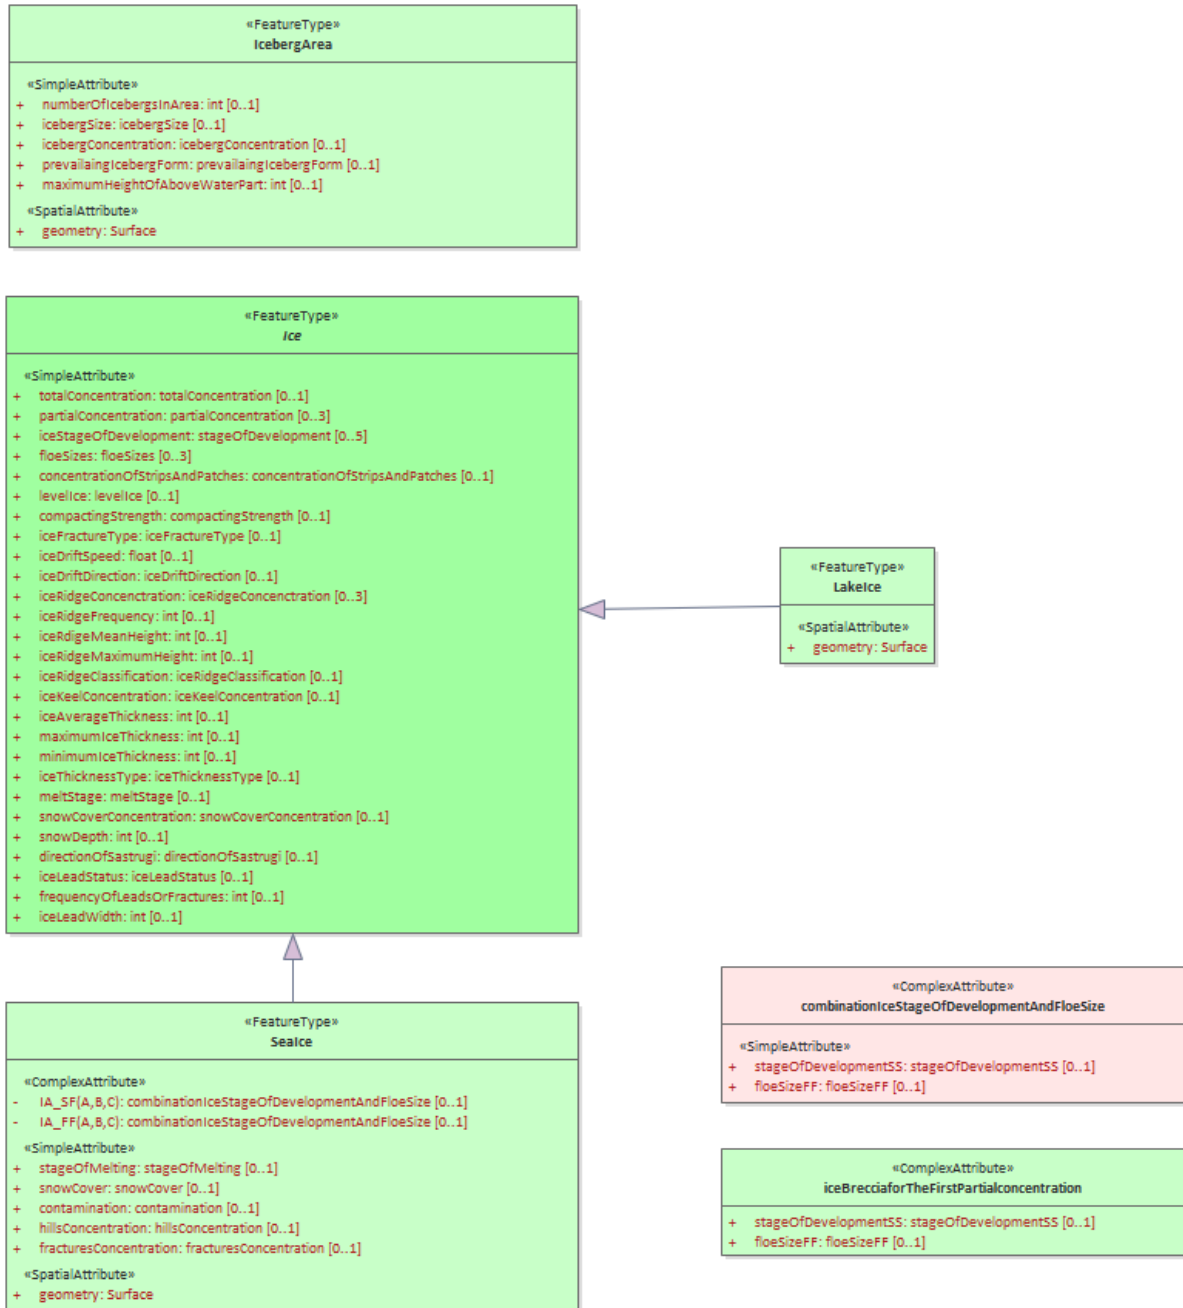 «FeatureType»
IcebergArea
«SimpleAttribute»
+ numberOfIcebergsInArea: int [0..1]
+ icebergSize: icebergSize [0..1]
+ icebergConcentration: icebergConcentration [0..1]
+ prevailaingIcebergForm: prevailaingIcebergForm [0..1]
+ maximumHeightOfAboveWaterPart: int [0..1]
«SpatialAttribute»
+ geometry: Surface
«FeatureType»
Ice
«SimpleAttribute»
+ totalConcentration: totalConcentration [0..1]
+ partialConcentration: partialConcentration [0..3]
+ iceStageOfDevelopment: stageOfDevelopment [0..5]
+ floeSizes: floeSizes [0..3]
+ concentrationOfStripsAndPatches: concentrationOfStripsAndPatches [0..1]
+ levelIce: levelIce [0..1]
+ compactingStrength: compactingStrength [0..1]
+ iceFractureType: iceFractureType [0..1]
+ iceDriftSpeed: float [0..1]
+ iceDriftDirection: iceDriftDirection [0..1]
+ iceRidgeConcenctration: iceRidgeConcenctration [0..3]
+ iceRidgeFrequency: int [0..1]
+ iceRdigeMeanHeight: int [0..1]
+ iceRidgeMaximumHeight: int [0..1]
+ iceRidgeClassification: iceRidgeClassification [0..1]
+ iceKeelConcentration: iceKeelConcentration [0..1]
+ iceAverageThickness: int [0..1]
+ maximumIceThickness: int [0..1]
+ minimumIceThickness: int [0..1]
+ iceThicknessType: iceThicknessType [0..1]
+ meltStage: meltStage [0..1]
+ snowCoverConcentration: snowCoverConcentration [0..1]
+ snowDepth: int [0..1]
+ directionOfSastrugi: directionOfSastrugi [0..1]
+ iceLeadStatus: iceLeadStatus [0..1]
+ frequencyOfLeadsOrFractures: int [0..1]
+ iceLeadWidth: int [0..1]
«FeatureType»
LakeIce
«SpatialAttribute»
+ geometry: Surface
«FeatureType»
SeaIce
«ComplexAttribute»
- IA_SF(A,B,C): combinationIceStageOfDevelopmentAndFloeSize [0..1]
- IA_FF(A,B,C): combinationIceStageOfDevelopmentAndFloeSize [0..1]
«SimpleAttribute»
+ stageOfMelting: stageOfMelting [0..1]
+ snowCover: snowCover [0..1]
+ contamination: contamination [0..1]
+ hillsConcentration: hillsConcentration [0..1]
+ fracturesConcentration: fracturesConcentration [0..1]
«SpatialAttribute»
+ geometry: Surface
«ComplexAttribute»
combinationIceStageOfDevelopmentAndFloeSize
«SimpleAttribute»
+ stageOfDevelopmentSS: stageOfDevelopmentSS [0..1]
+ floeSizeFF: floeSizeFF [0..1]
«ComplexAttribute»
iceBrecciaforTheFirstPartialconcentration
+ stageOfDevelopmentSS: stageOfDevelopmentSS [0..1]
+ floeSizeFF: floeSizeFF [0..1]